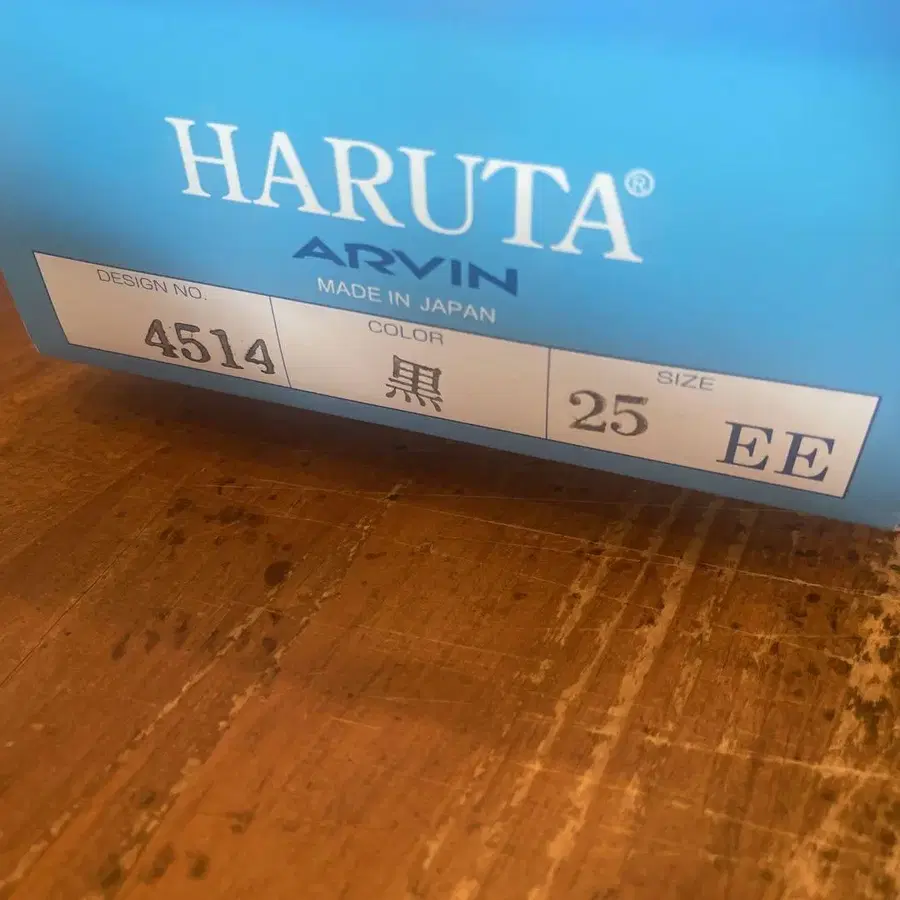 HARUTA®
ARVIN
MADE IN JAPAN
DESIGN NO. COLOR SIZE
4514 黒 25 EE